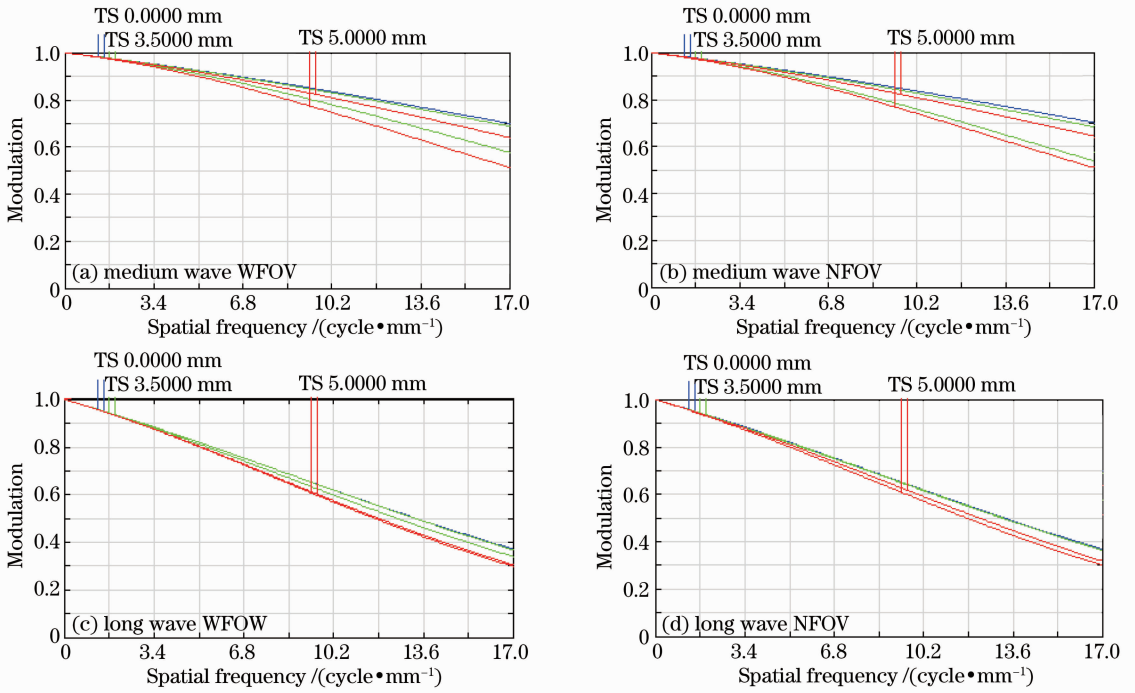 TS 0.0000 mm
TS 3.5000 mm
TS 5.0000 mm
1.0
0.8
0.6
0.4
0.2
0
Modulation
(a) medium wave WFOV
0 3.4 6.8 10.2 13.6 17.0
Spatial frequency /(cycle•mm⁻¹)
TS 0.0000 mm
TS 3.5000 mm
TS 5.0000 mm
1.0
0.8
0.6
0.4
0.2
0
Modulation
(b) medium wave NFOV
0 3.4 6.8 10.2 13.6 17.0
Spatial frequency /(cycle•mm⁻¹)
TS 0.0000 mm
TS 3.5000 mm
TS 5.0000 mm
1.0
0.8
0.6
0.4
0.2
0
Modulation
(c) long wave WFOW
0 3.4 6.8 10.2 13.6 17.0
Spatial frequency /(cycle•mm⁻¹)
TS 0.0000 mm
TS 3.5000 mm
TS 5.0000 mm
1.0
0.8
0.6
0.4
0.2
0
Modulation
(d) long wave NFOV
0 3.4 6.8 10.2 13.6 17.0
Spatial frequency /(cycle•mm⁻¹)